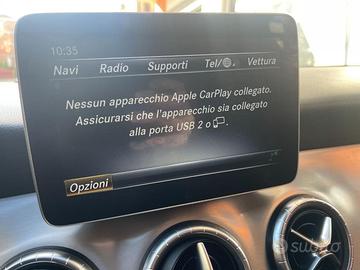 10:35
Navi Radio Supporti Tel/ Vettura
Nessun apparecchio Apple CarPlay collegato.
Assicurarsi che l'apparecchio sia collegato
alla porta USB 2 o .
Opzioni
subito